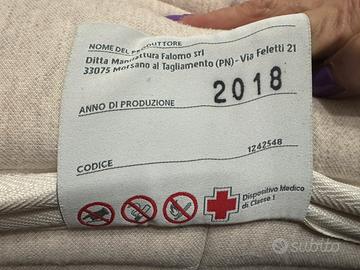 NOME DEL PRODUTTORE
Ditta Manifattura Falomo srl
33075 Morsano al Tagliamento (PN) - Via Feletti 21
ANNO DI PRODUZIONE
2018
CODICE
1242548
Dispositivo Medico
di Classe 1
subito